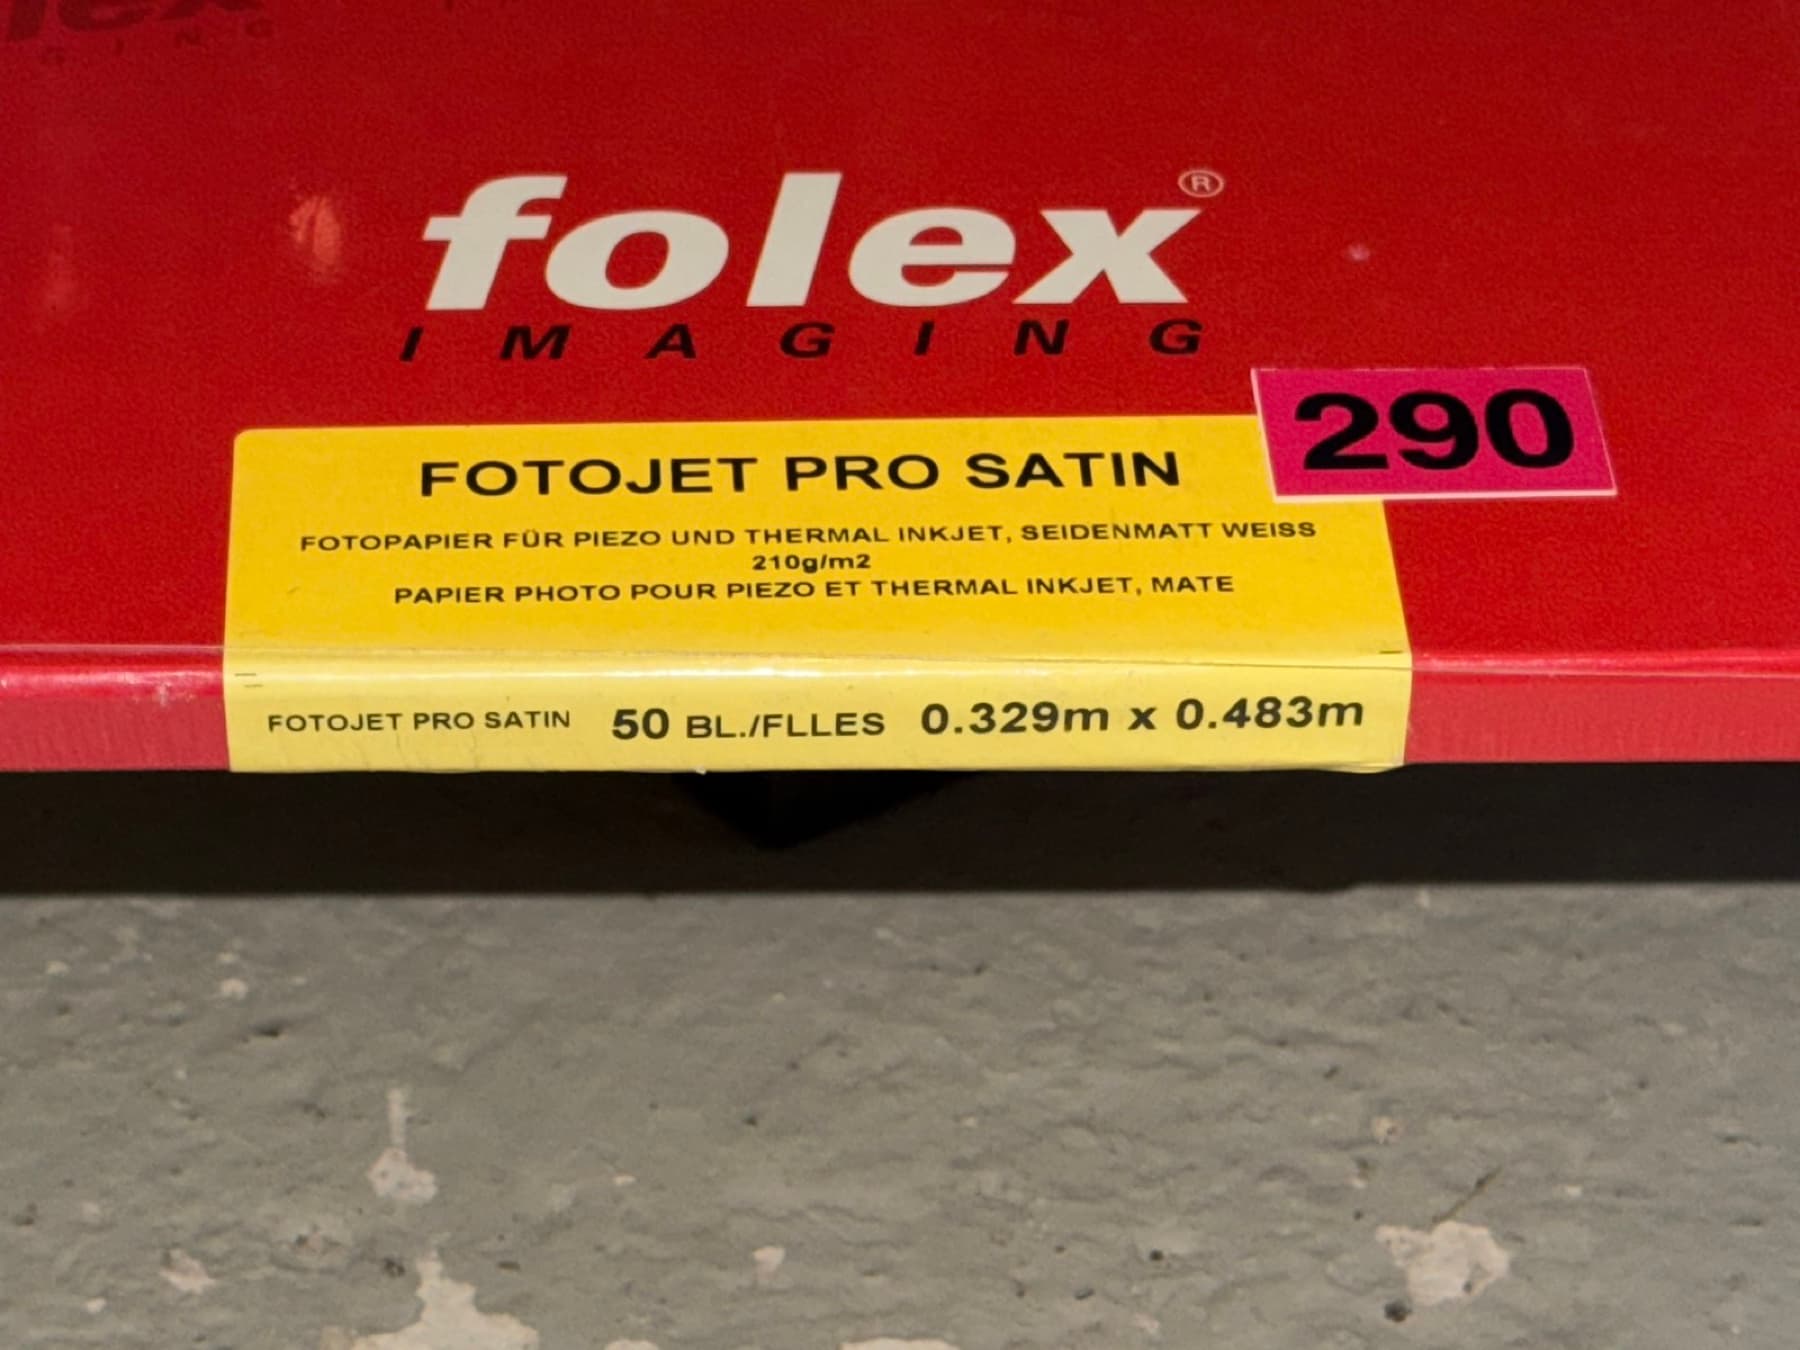 folex®
IMAGING
290
FOTOJET PRO SATIN
FOTOPAPIER FÜR PIEZO UND THERMAL INKJET, SEIDENMATT WEISS
210g/m2
PAPIER PHOTO POUR PIEZO ET THERMAL INKJET, MATE
FOTOJET PRO SATIN 50 BL./FLLES 0.329m x 0.483m